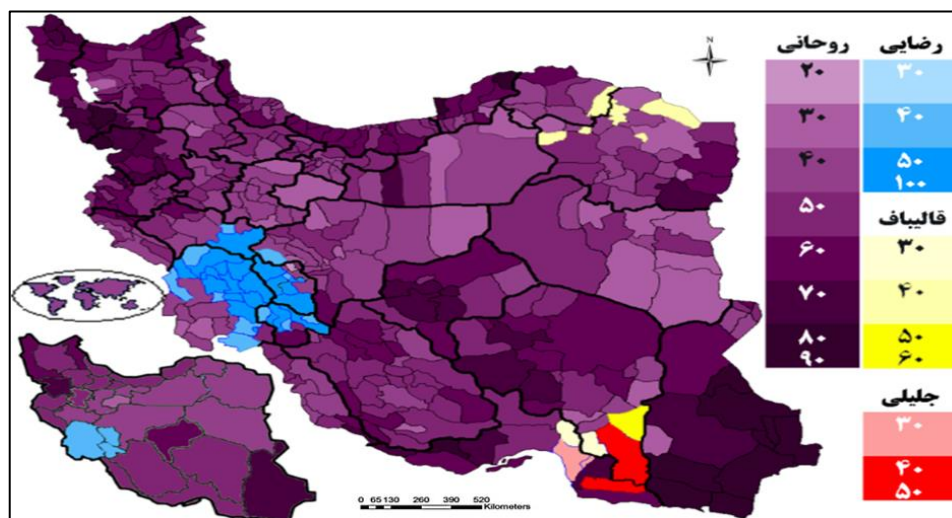 N
روحانی
۲۰
۳۰
۴۰
۵۰
۶۰
۷۰
۸۰
۹۰
رضایی
۳۰
۴۰
۵۰
۱۰۰
قالیباف
۳۰
۴۰
۵۰
۶۰
جلیلی
۳۰
۴۰
۵۰
0 65 130 260 390 520
Kilometers